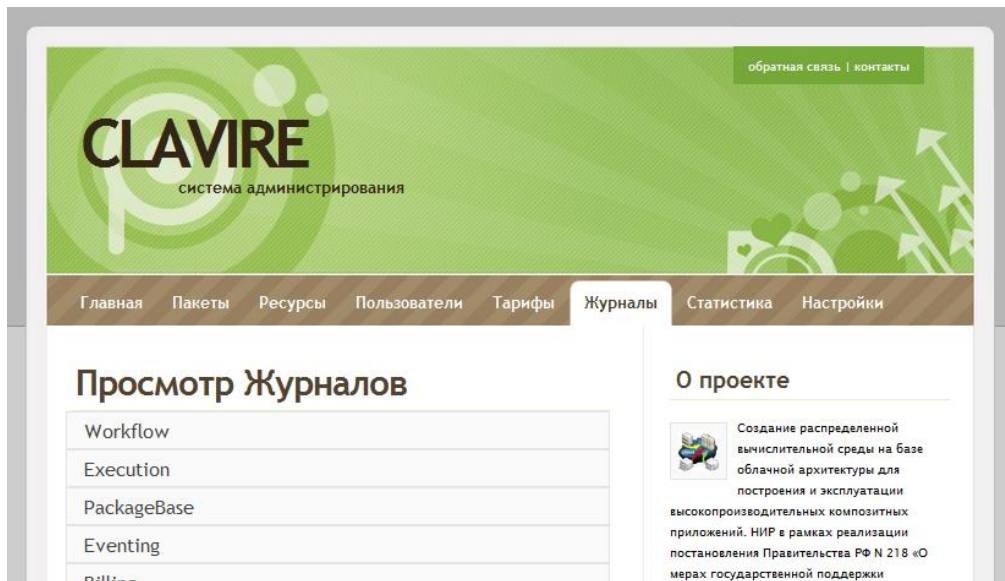 обратная связь | контакты
CLAVIRE
система администрирования
Главная Пакеты Ресурсы Пользователи Тарифы Журналы Статистика Настройки
Просмотр Журналов
Workflow
Execution
PackageBase
Eventing
Billing
О проекте
Создание распределенной
вычислительной среды на базе
облачной архитектуры для
построения и эксплуатации
высокопроизводительных композитных
приложений. НИР в рамках реализации
постановления Правительства РФ N 218 «О
мерах государственной поддержки